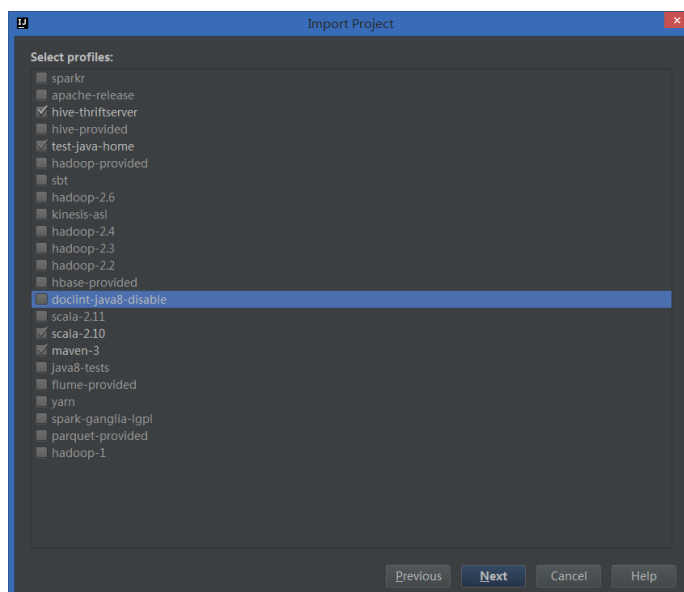 IJ
Import Project
Select profiles:
sparkr
apache-release
hive-thriftserver
hive-provided
test-java-home
hadoop-provided
sbt
hadoop-2.6
kinesis-asl
hadoop-2.4
hadoop-2.3
hadoop-2.2
hbase-provided
doclint-java8-disable
scala-2.11
scala-2.10
maven-3
java8-tests
flume-provided
yarn
spark-ganglia-lgpl
parquet-provided
hadoop-1
Previous Next Cancel Help